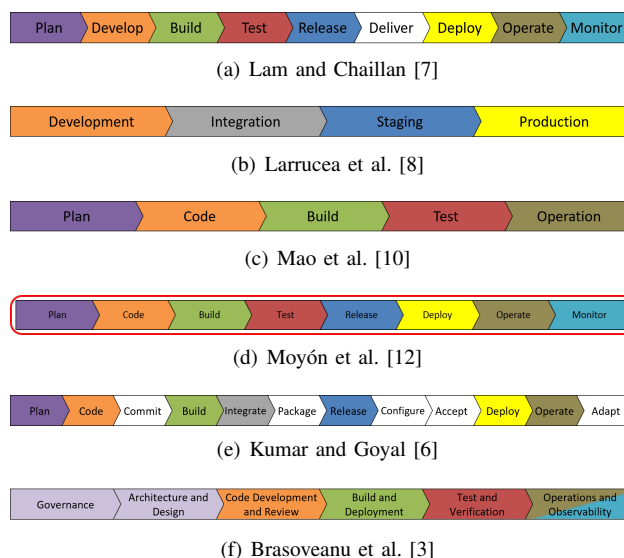 Plan Develop Build Test Release Deliver Deploy Operate Monitor
(a) Lam and Chaillan [7]
Development Integration Staging Production
(b) Larrucea et al. [8]
Plan Code Build Test Operation
(c) Mao et al. [10]
Plan Code Build Test Release Deploy Operate Monitor
(d) Moyón et al. [12]
Plan Code Commit Build Integrate Package Release Configure Accept Deploy Operate Adapt
(e) Kumar and Goyal [6]
Governance Architecture and Design Code Development and Review Build and Deployment Test and Verification Operations and Observability
(f) Brasoveanu et al. [3]